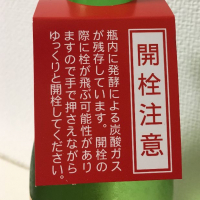 開栓注意
瓶内に発酵による炭酸ガス
が残存しています。開栓の
際に栓が飛ぶ可能性があり
ますので手で押さえながら
ゆっくりと開栓してください。